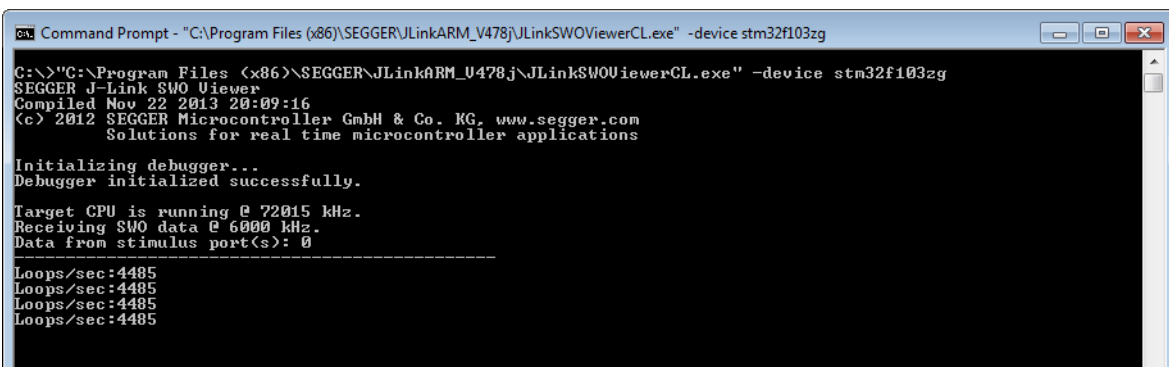 Command Prompt - "C:\Program Files (x86)\SEGGER\JLinkARM_V478j\JLinkSWOViewerCL.exe" -device stm32f103zg
C:\>"C:\Program Files (x86)\SEGGER\JLinkARM_V478j\JLinkSWOViewerCL.exe" -device stm32f103zg
SEGGER J-Link SWO Viewer
Compiled Nov 22 2013 20:09:16
(c) 2012 SEGGER Microcontroller GmbH & Co. KG, www.segger.com
Solutions for real time microcontroller applications
Initializing debugger...
Debugger initialized successfully.
Target CPU is running @ 72015 kHz.
Receiving SWO data @ 6000 kHz.
Data from stimulus port(s): 0
------------------------------------------------
Loops/sec:4485
Loops/sec:4485
Loops/sec:4485
Loops/sec:4485